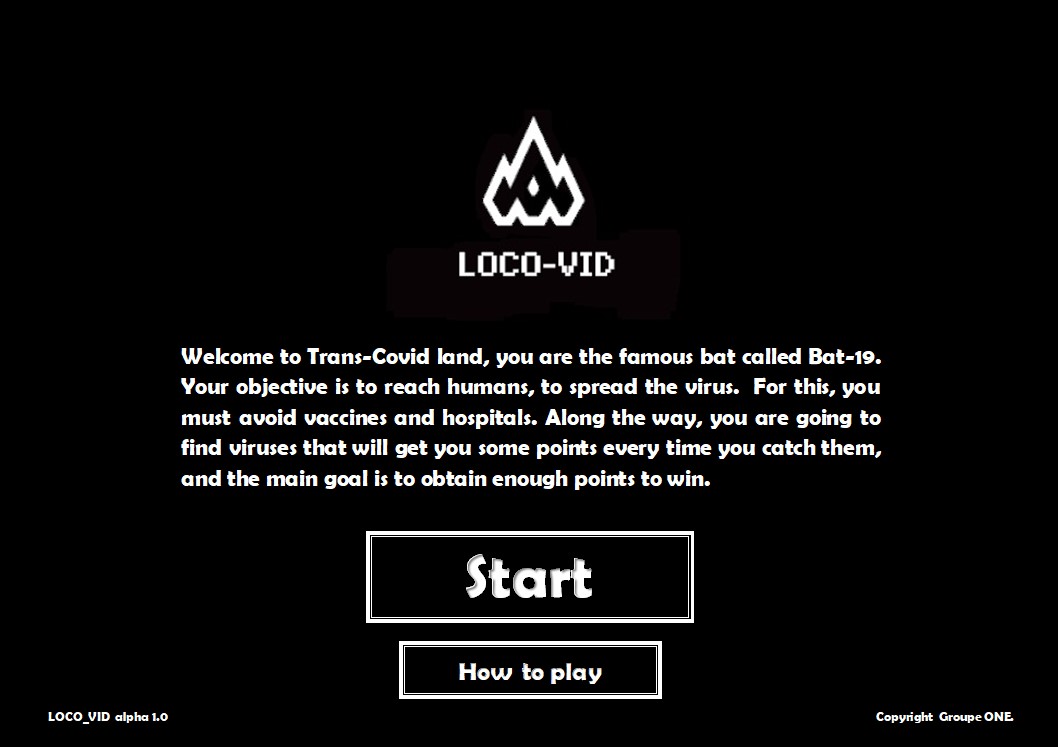 LOCO-VID
Welcome to Trans-Covid land, you are the famous bat called Bat-19.
Your objective is to reach humans, to spread the virus.  For this, you
must avoid vaccines and hospitals. Along the way, you are going to
find viruses that will get you some points every time you catch them,
and the main goal is to obtain enough points to win.
Start
How to play
LOCO_VID alpha 1.0
Copyright Groupe ONE.